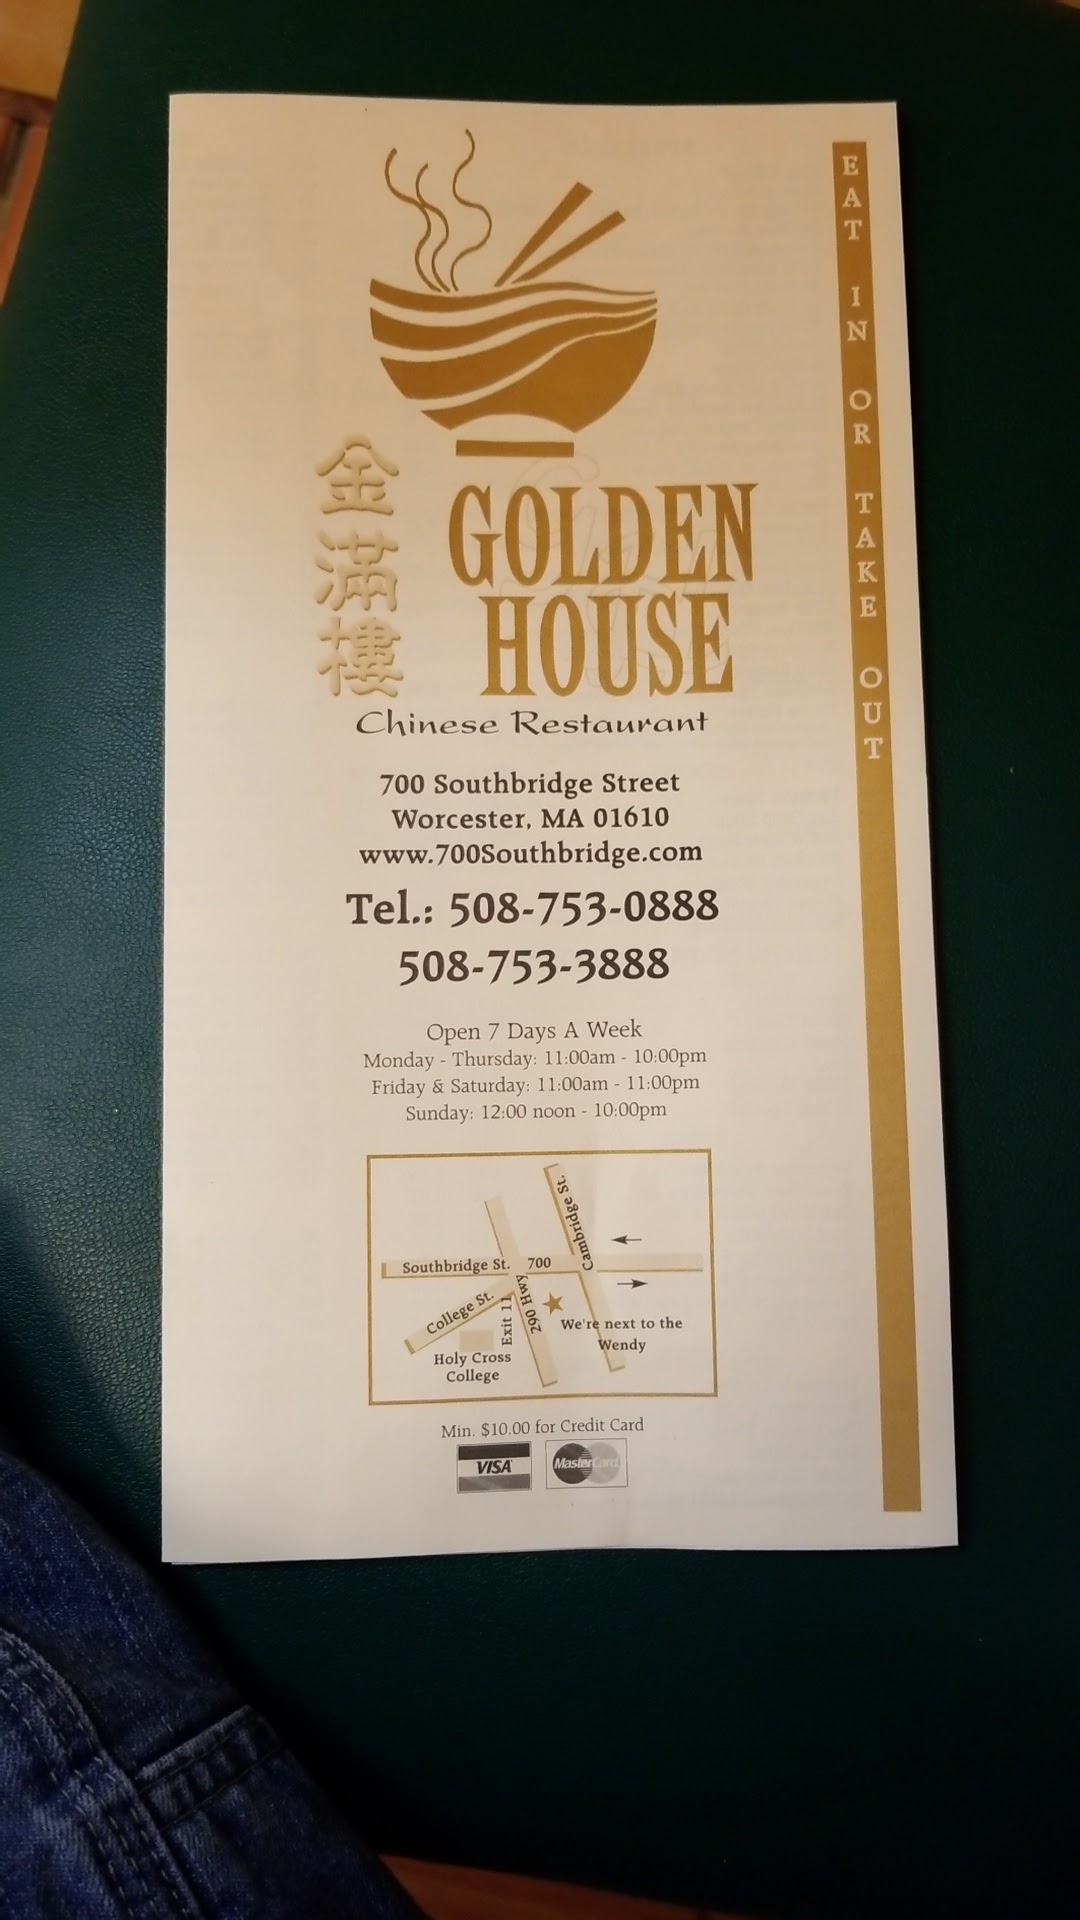 金滿樓
GOLDEN
HOUSE
Chinese Restaurant
700 Southbridge Street
Worcester, MA 01610
www.700Southbridge.com
Tel.: 508-753-0888
508-753-3888
Open 7 Days A Week
Monday - Thursday: 11:00am - 10:00pm
Friday & Saturday: 11:00am - 11:00pm
Sunday: 12:00 noon - 10:00pm
Cambridge St.
Southbridge St. 700
College St.
Exit 11
290 Hwy
We're next to the
Wendy
Holy Cross
College
Min. $10.00 for Credit Card
VISA
MasterCard
EAT IN OR TAKE OUT